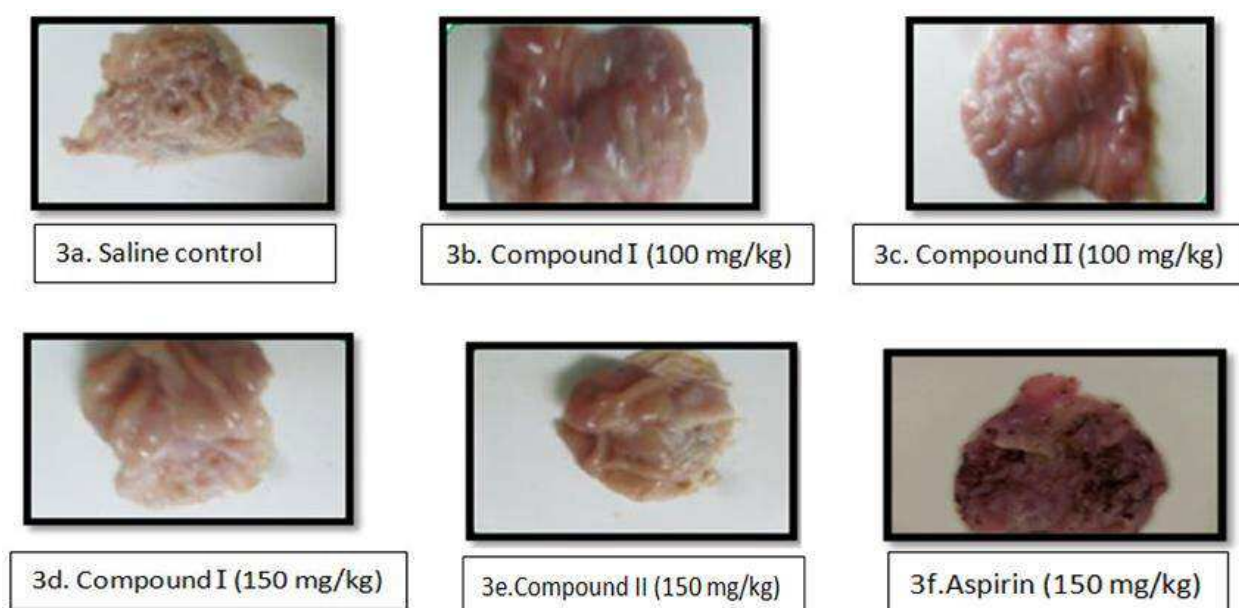 3a. Saline control
3b. Compound I (100 mg/kg)
3c. Compound II (100 mg/kg)
3d. Compound I (150 mg/kg)
3e.Compound II (150 mg/kg)
3f.Aspirin (150 mg/kg)